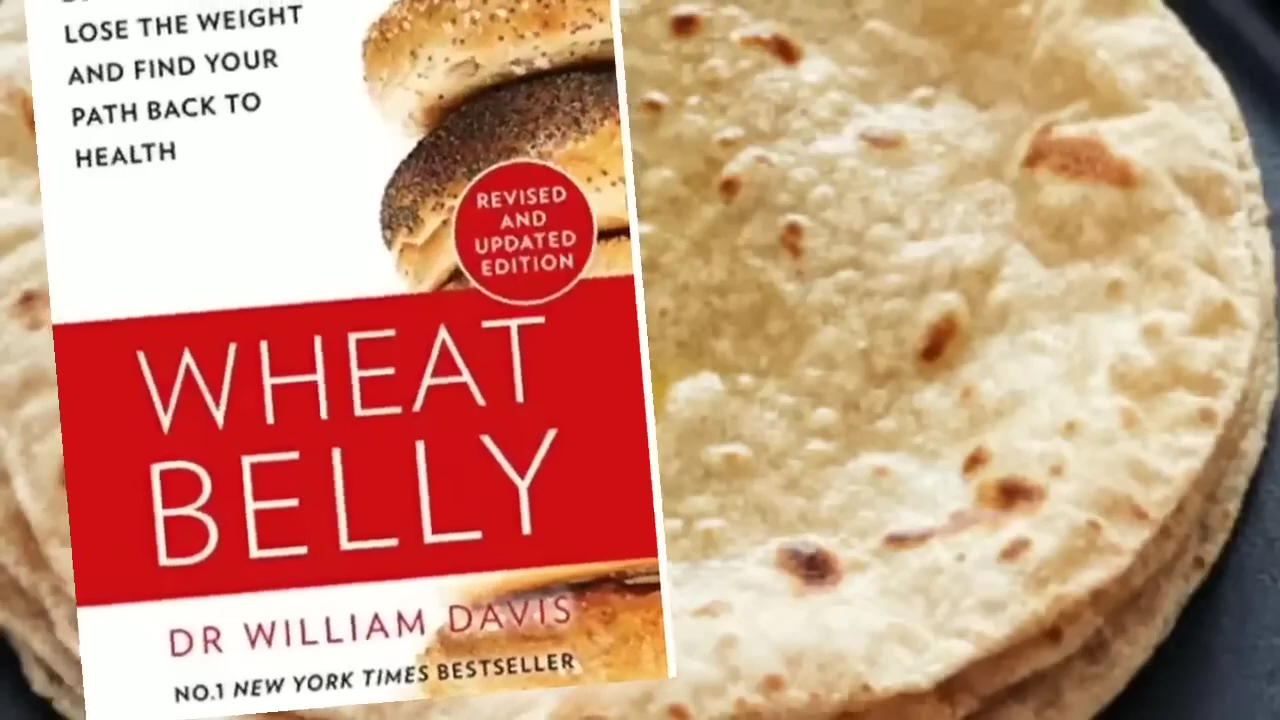 LOSE THE WEIGHT
AND FIND YOUR
PATH BACK TO
HEALTH
REVISED
AND
UPDATED
EDITION
WHEAT
BELLY
DR WILLIAM DAVIS
NO.1 NEW YORK TIMES BESTSELLER